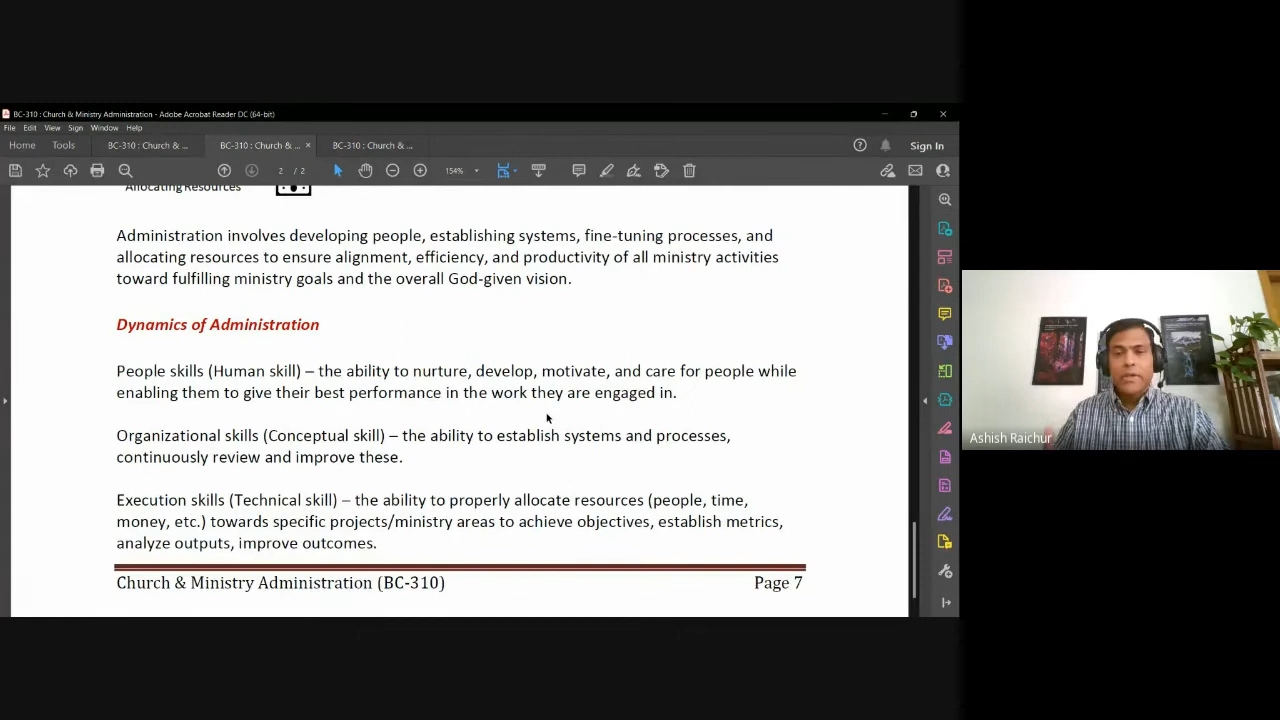 BC-310 : Church & Ministry Administration - Adobe Acrobat Reader DC (64-bit)
File Edit View Sign Window Help
Home Tools BC-310 : Church & ... BC-310 : Church & ... × BC-310 : Church & ... Sign In
2 / 2 154%
Allocating Resources
Administration involves developing people, establishing systems, fine-tuning processes, and
allocating resources to ensure alignment, efficiency, and productivity of all ministry activities
toward fulfilling ministry goals and the overall God-given vision.
Dynamics of Administration
People skills (Human skill) – the ability to nurture, develop, motivate, and care for people while
enabling them to give their best performance in the work they are engaged in.
Organizational skills (Conceptual skill) – the ability to establish systems and processes,
continuously review and improve these.
Execution skills (Technical skill) – the ability to properly allocate resources (people, time,
money, etc.) towards specific projects/ministry areas to achieve objectives, establish metrics,
analyze outputs, improve outcomes.
Church & Ministry Administration (BC-310) Page 7
Ashish Raichur